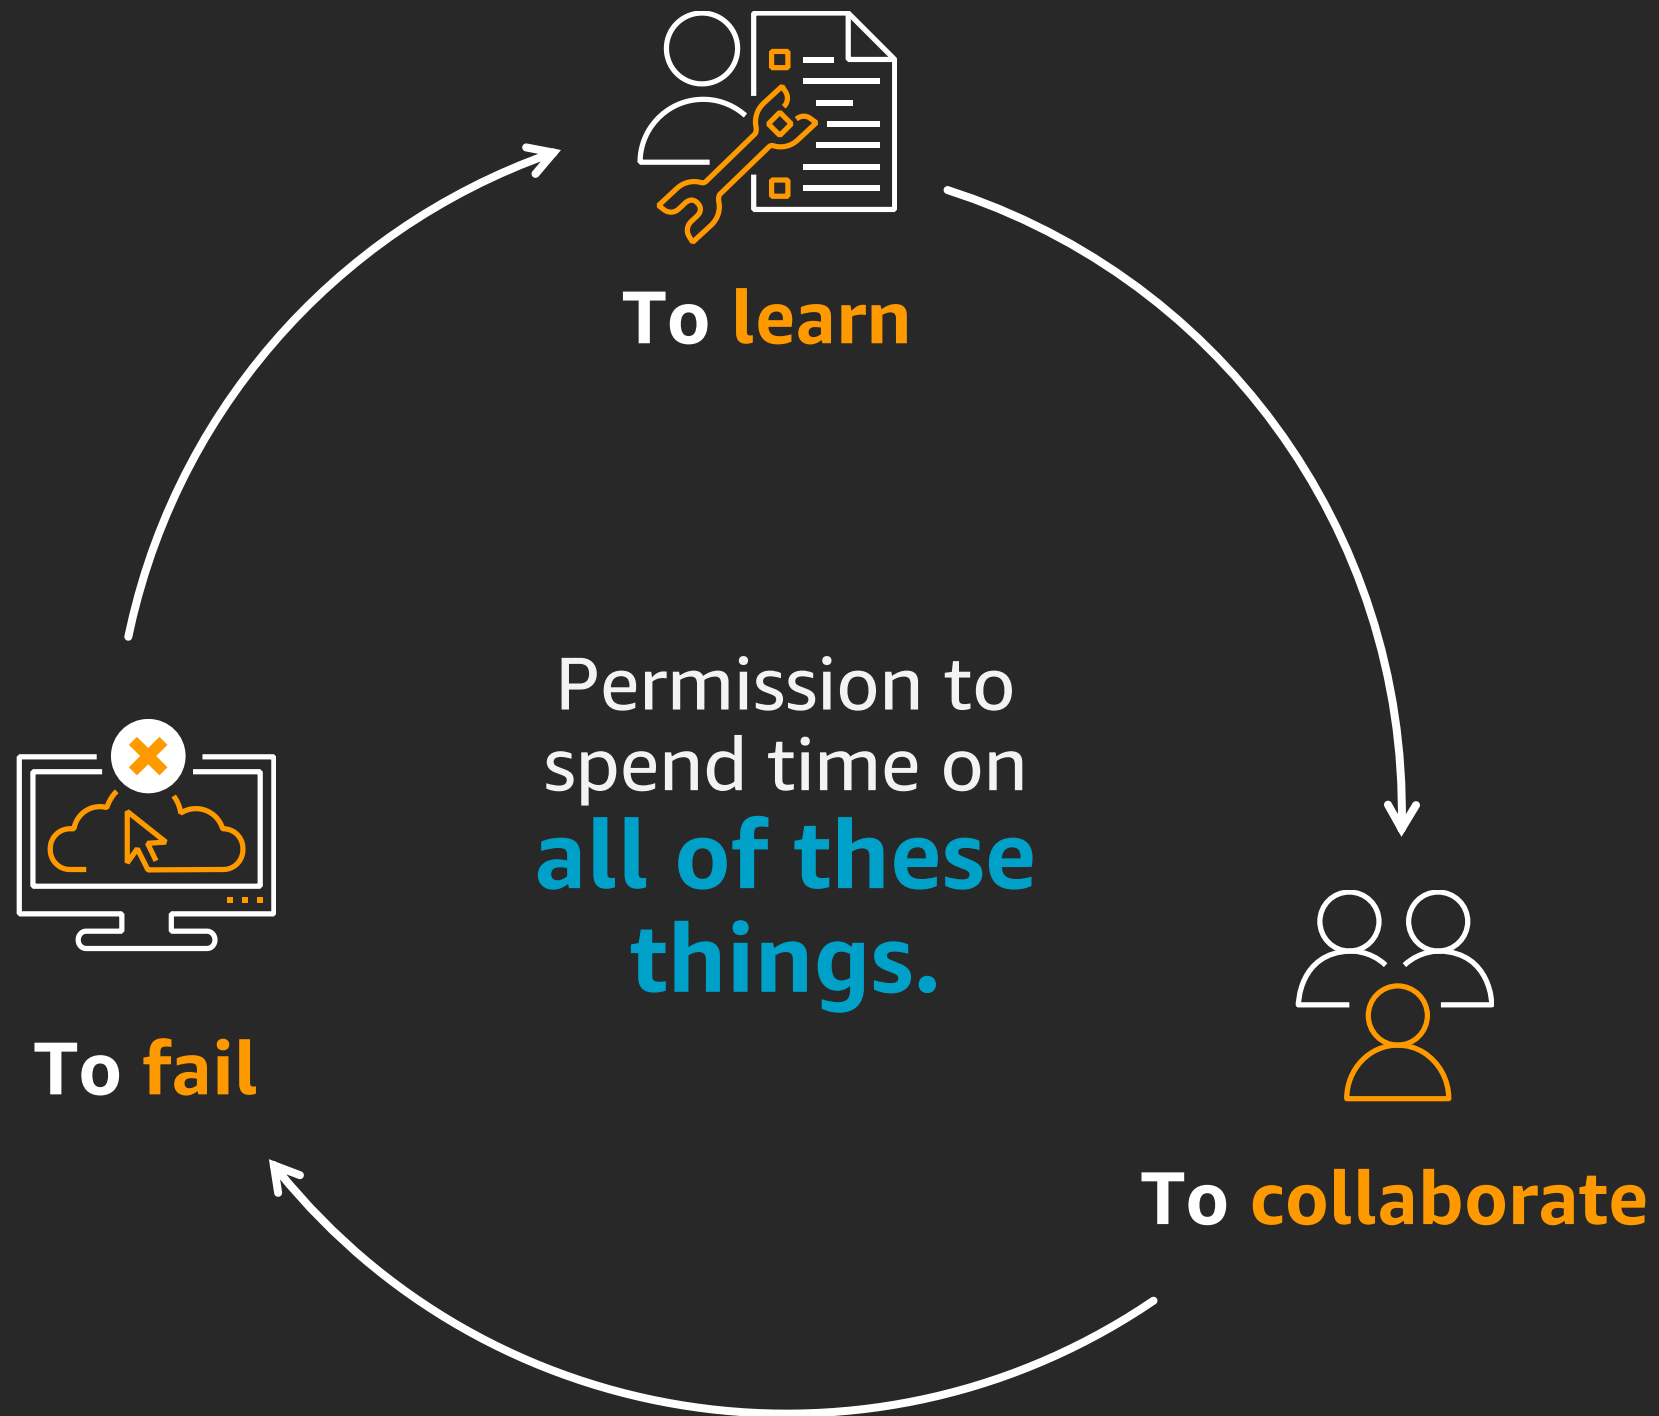 To learn
Permission to
spend time on
all of these
things.
To fail
To collaborate